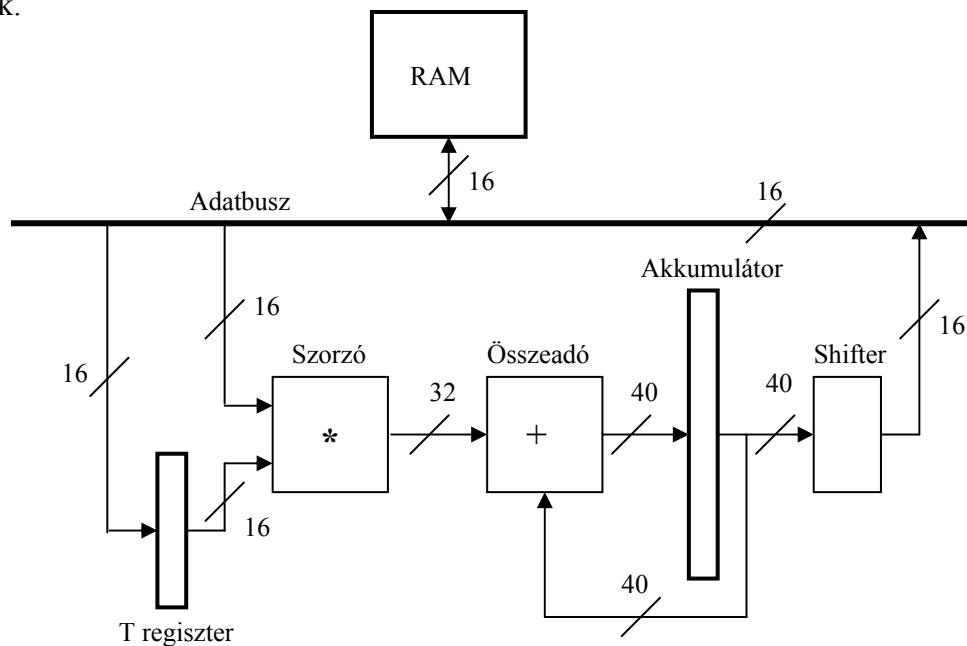 k.
RAM
16
Adatbusz
16
Akkumulátor
16
16
16
Szorzó
Összeadó
Shifter
32
40
40
*
+
16
40
T regiszter